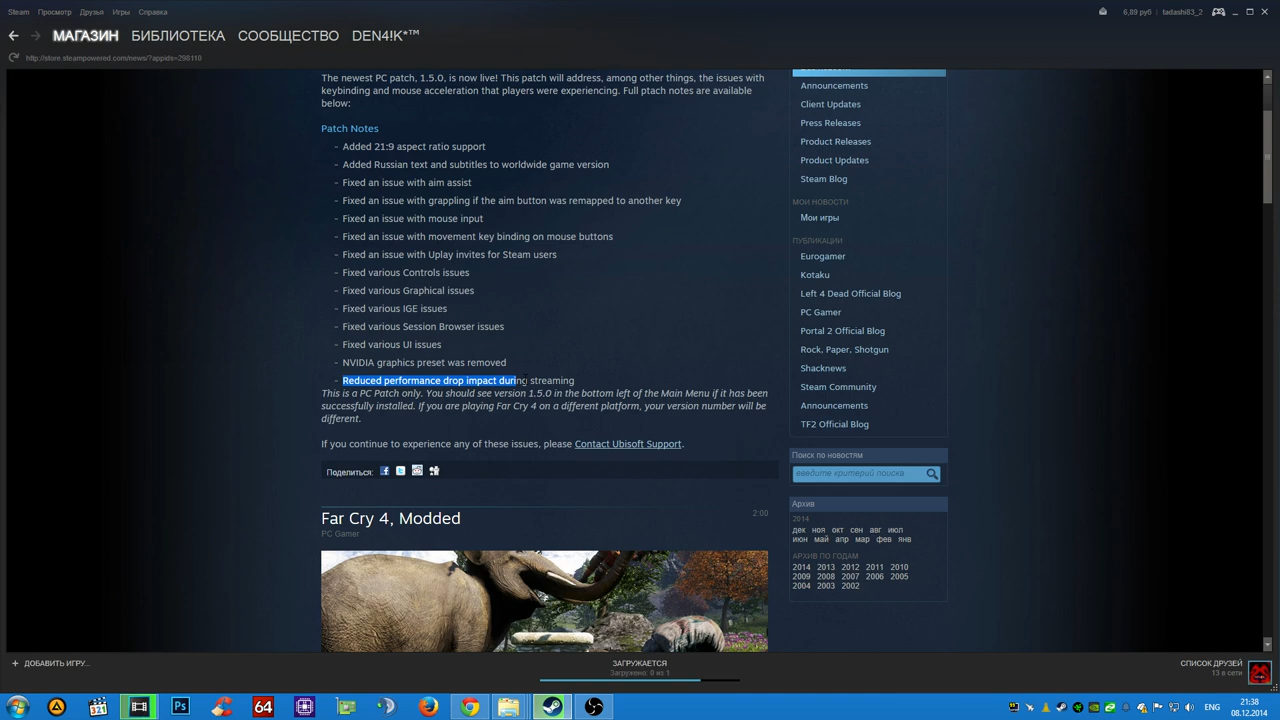 Steam Просмотр Друзья Игры Справка
6,89 руб tadashi83_2
МАГАЗИН БИБЛИОТЕКА СООБЩЕСТВО DEN4!K*™
http://store.steampowered.com/news/?appids=298110
The newest PC patch, 1.5.0, is now live! This patch will address, among other things, the issues with
keybinding and mouse acceleration that players were experiencing. Full ptach notes are available
below:
Patch Notes
- Added 21:9 aspect ratio support
- Added Russian text and subtitles to worldwide game version
- Fixed an issue with aim assist
- Fixed an issue with grappling if the aim button was remapped to another key
- Fixed an issue with mouse input
- Fixed an issue with movement key binding on mouse buttons
- Fixed an issue with Uplay invites for Steam users
- Fixed various Controls issues
- Fixed various Graphical issues
- Fixed various IGE issues
- Fixed various Session Browser issues
- Fixed various UI issues
- NVIDIA graphics preset was removed
- Reduced performance drop impact during streaming
This is a PC Patch only. You should see version 1.5.0 in the bottom left of the Main Menu if it has been
successfully installed. If you are playing Far Cry 4 on a different platform, your version number will be
different.
If you continue to experience any of these issues, please Contact Ubisoft Support.
Поделиться:
Far Cry 4, Modded
2:00
PC Gamer
Announcements
Client Updates
Press Releases
Product Releases
Product Updates
Steam Blog
МОИ НОВОСТИ
Мои игры
ПУБЛИКАЦИИ
Eurogamer
Kotaku
Left 4 Dead Official Blog
PC Gamer
Portal 2 Official Blog
Rock, Paper, Shotgun
Shacknews
Steam Community
Announcements
TF2 Official Blog
Поиск по новостям
введите критерий поиска
Архив
2014
дек ноя окт сен авг июл
июн май апр мар фев янв
АРХИВ ПО ГОДАМ
2014 2013 2012 2011 2010
2009 2008 2007 2006 2005
2004 2003 2002
+ ДОБАВИТЬ ИГРУ...
ЗАГРУЖАЕТСЯ
Загружено: 0 из 1
СПИСОК ДРУЗЕЙ
13 в сети
64
ENG
21:38
08.12.2014